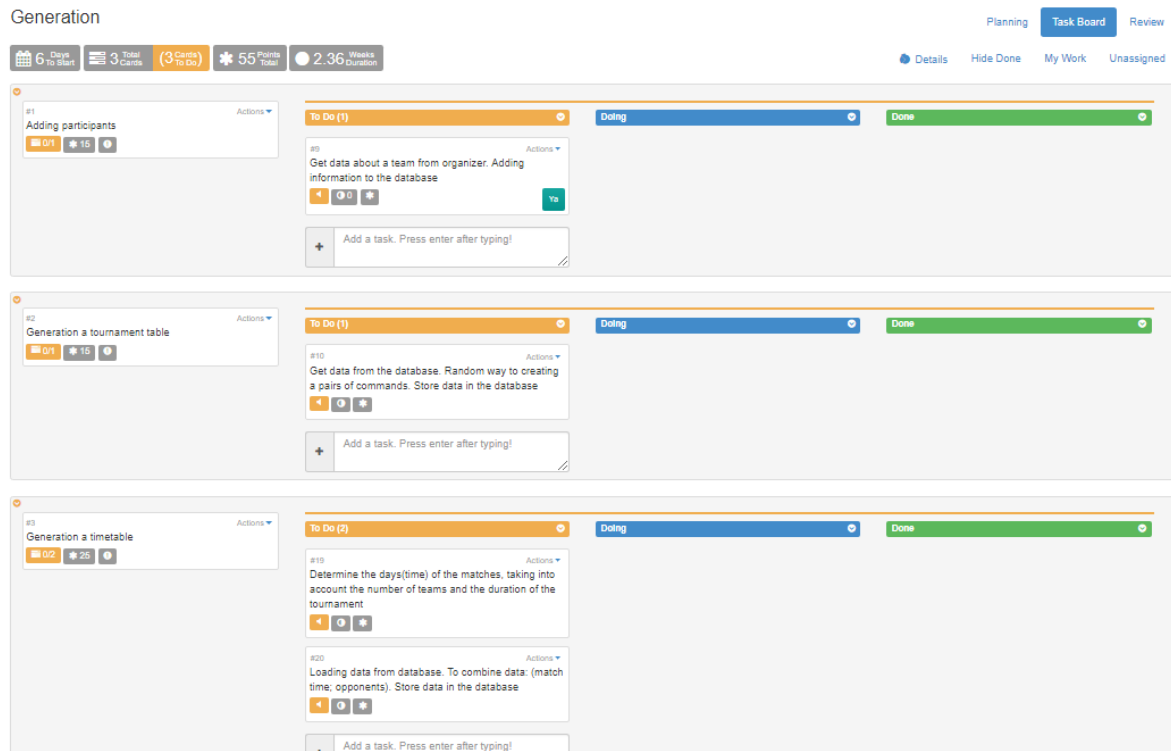 Generation
Planning
Task Board
Review
6 Days To Start
3 Total Cards
(3 Cards To Do)
55 Points Total
2.36 Weeks Duration
Details
Hide Done
My Work
Unassigned
#1
Actions
Adding participants
0/1
15
To Do (1)
Doing
Done
#9
Actions
Get data about a team from organizer. Adding
information to the database
0
Ya
Add a task. Press enter after typing!
#2
Actions
Generation a tournament table
0/1
15
To Do (1)
Doing
Done
#10
Actions
Get data from the database. Random way to creating
a pairs of commands. Store data in the database
Add a task. Press enter after typing!
#3
Actions
Generation a timetable
0/2
25
To Do (2)
Doing
Done
#19
Actions
Determine the days(time) of the matches, taking into
account the number of teams and the duration of the
tournament
#20
Actions
Loading data from database. To combine data: (match
time; opponents). Store data in the database
Add a task. Press enter after typing!